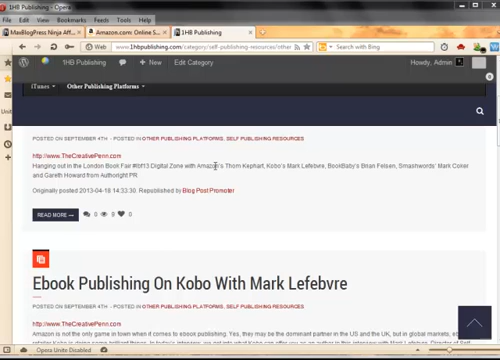 1HB Publishing - Opera
File Edit View Bookmarks Feeds Tools Help
MaxBlogPress Ninja Aff... Amazon.com: Online S... 1HB Publishing
Web www.1hbpublishing.com/category/self-publishing-resources/other Search with Bing
1HB Publishing New Edit Category Howdy, Admin
iTunes Other Publishing Platforms
POSTED ON SEPTEMBER 4TH - POSTED IN OTHER PUBLISHING PLATFORMS, SELF PUBLISHING RESOURCES
http://www.TheCreativePenn.com
Hanging out in the London Book Fair #lbf13 Digital Zone with Amazon's Thom Kephart, Kobo's Mark Lefebvre, BookBaby's Brian Felsen, Smashwords' Mark Coker
and Gareth Howard from Authoright PR
Originally posted 2013-04-18 14:33:30. Republished by Blog Post Promoter
READ MORE → 0 9 0
Ebook Publishing On Kobo With Mark Lefebvre
POSTED ON SEPTEMBER 4TH - POSTED IN OTHER PUBLISHING PLATFORMS, SELF PUBLISHING RESOURCES
http://www.TheCreativePenn.com
Amazon is not the only game in town when it comes to ebook publishing. Yes, they may be the dominant partner in the US and the UK, but in global markets,
Opera Unite Disabled